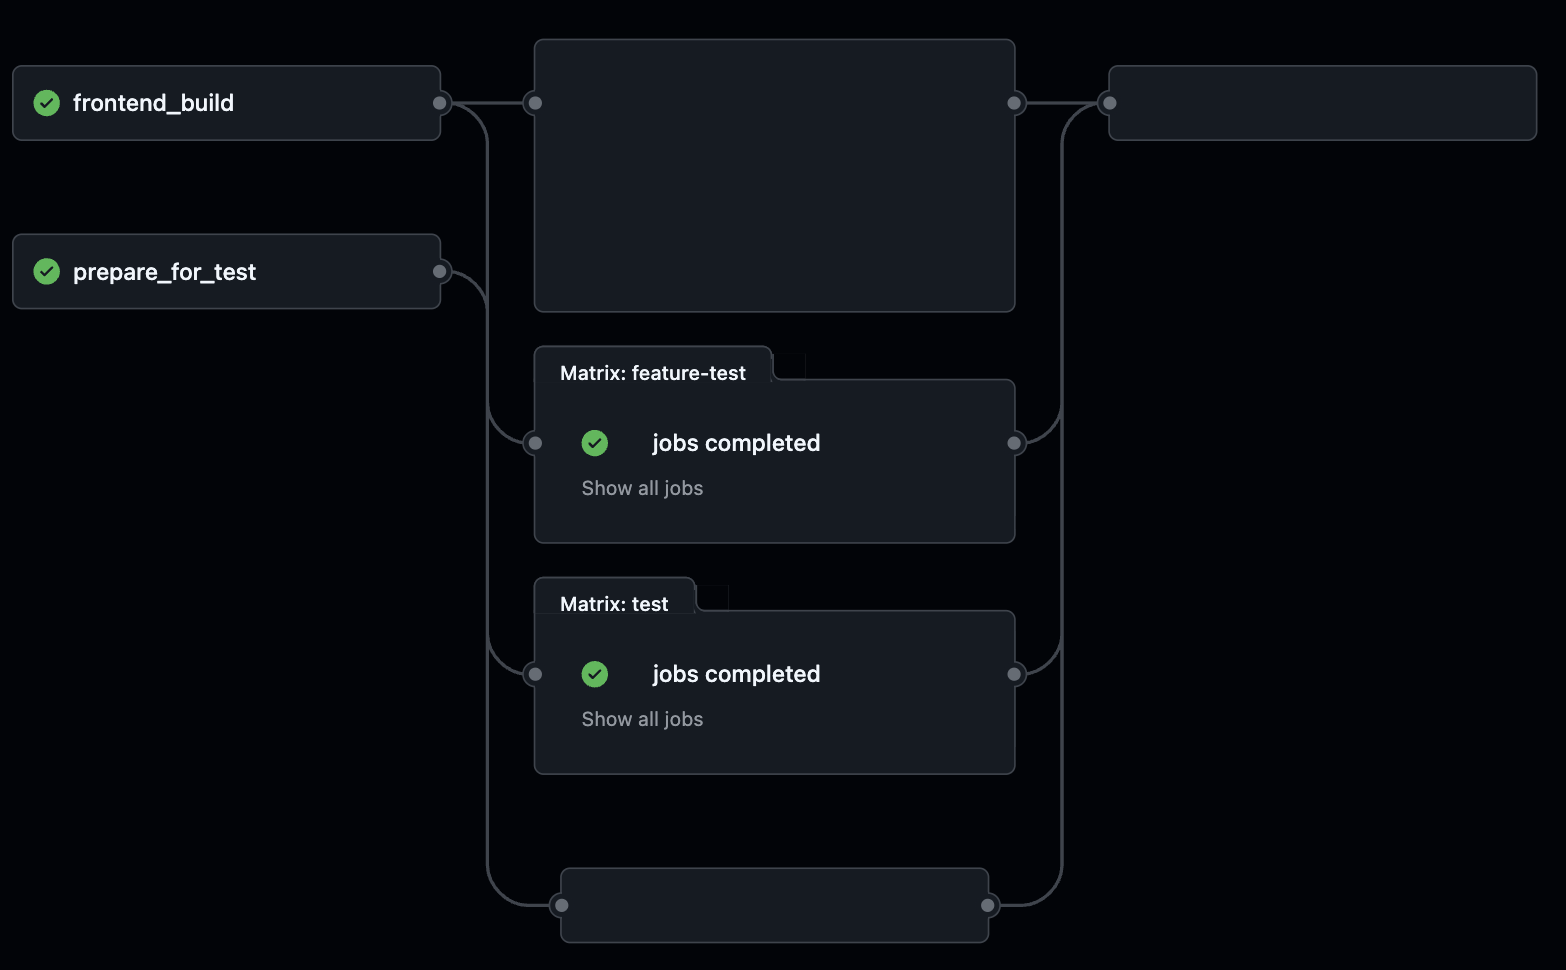 frontend_build
prepare_for_test
Matrix: feature-test
jobs completed
Show all jobs
Matrix: test
jobs completed
Show all jobs